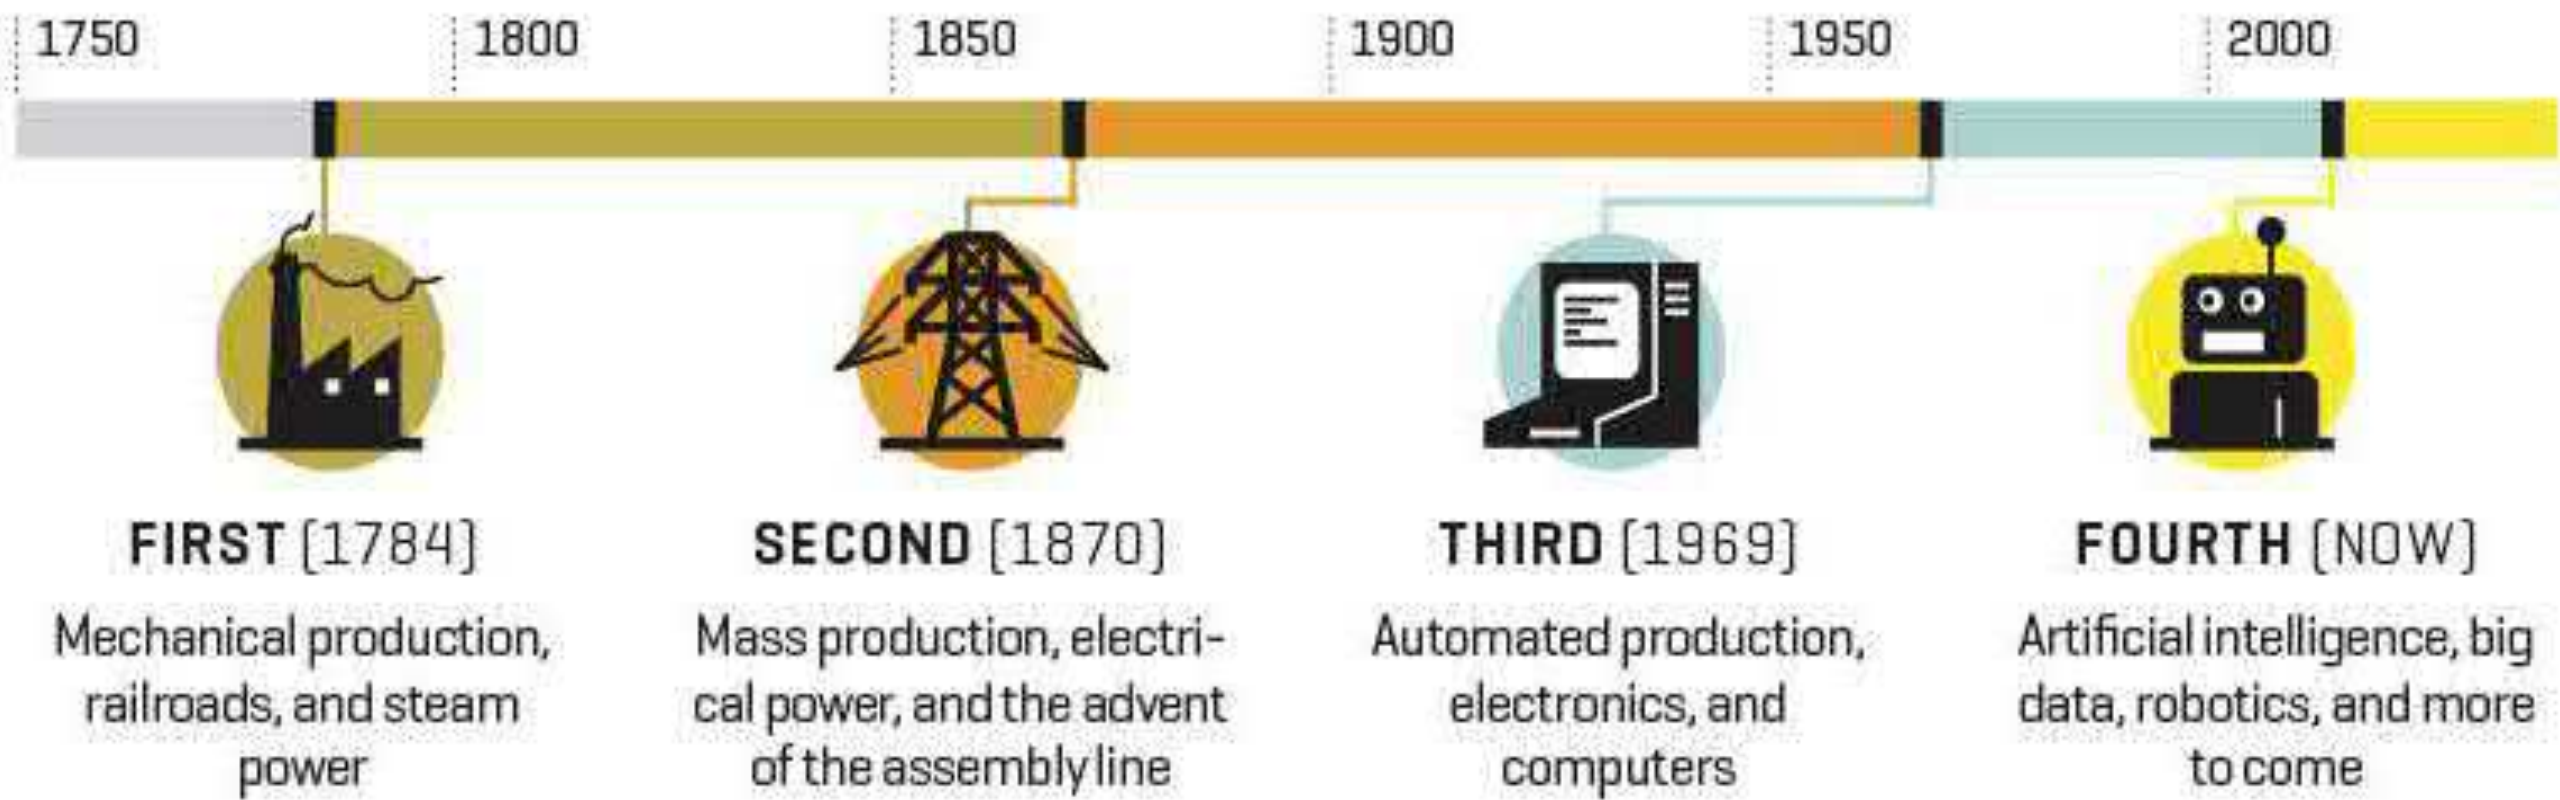 1750
1800
1850
1900
1950
2000
FIRST [1784]
Mechanical production,
railroads, and steam
power
SECOND [1870]
Mass production, electri-
cal power, and the advent
of the assembly line
THIRD [1969]
Automated production,
electronics, and
computers
FOURTH [NOW]
Artificial intelligence, big
data, robotics, and more
to come